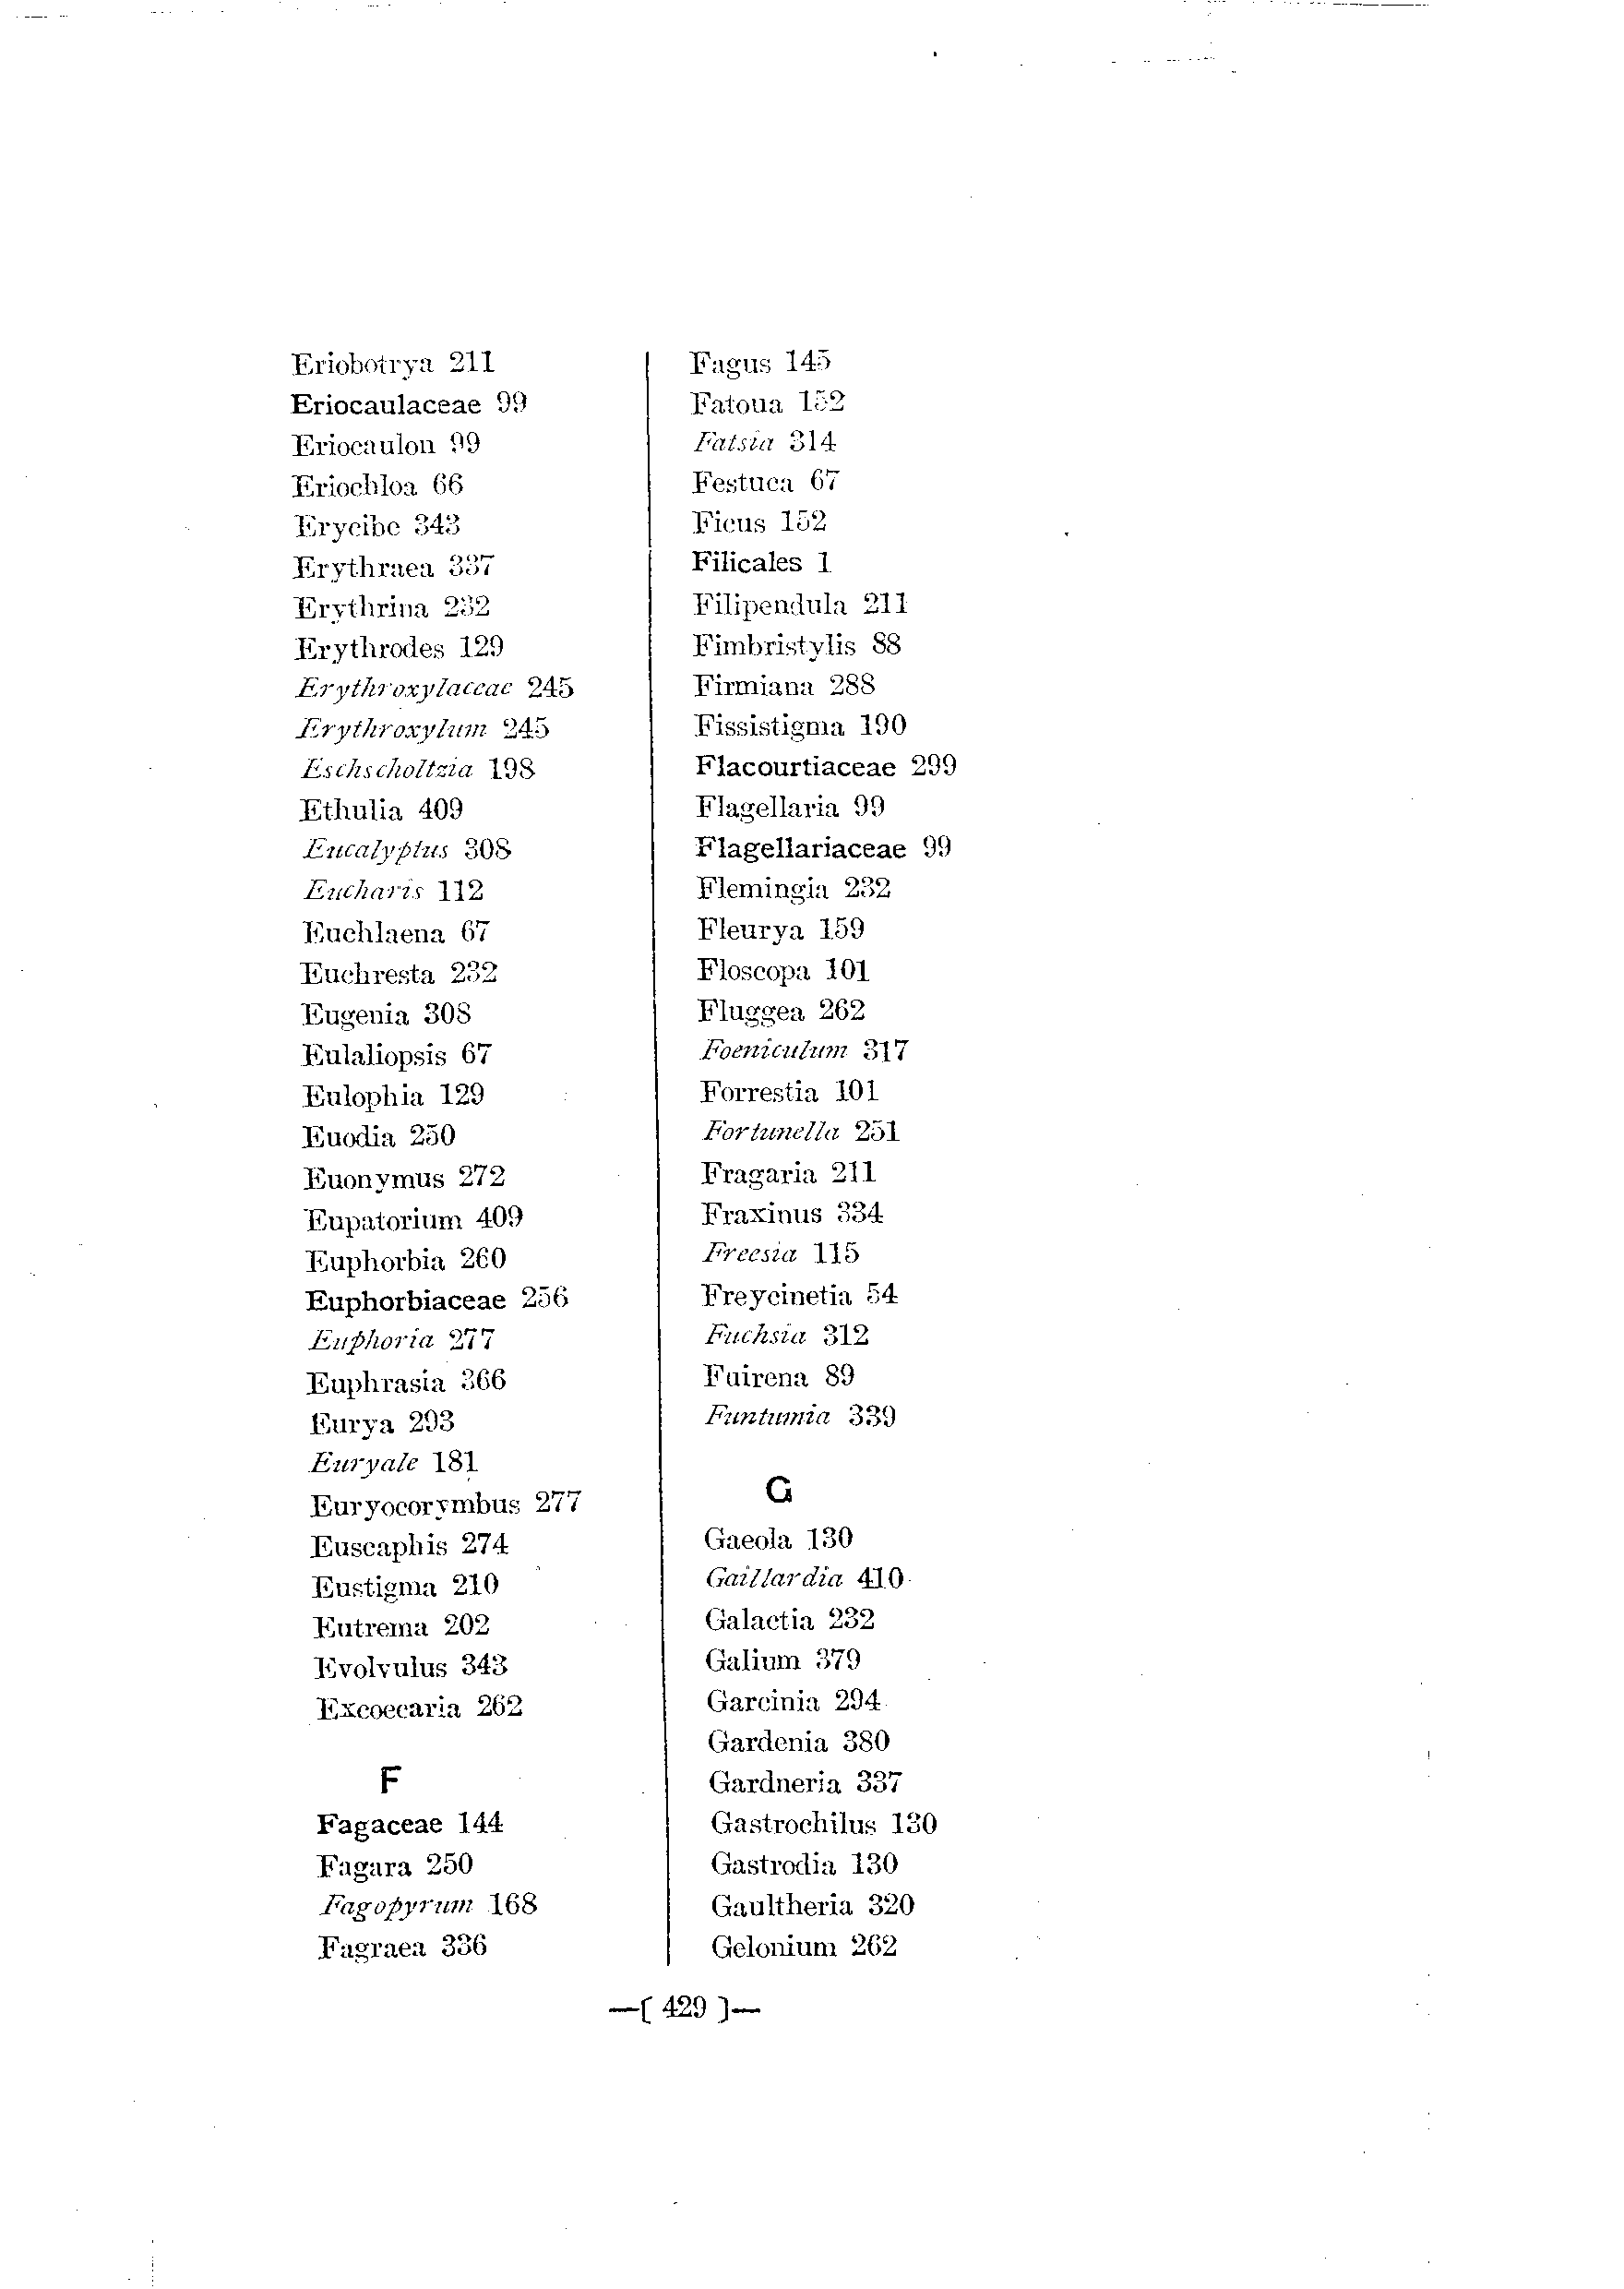 Eriobotrya 211
Eriocaulaceae 99
Eriocaulon 99
Eriochloa 66
Erycibe 343
Erythraea 337
Erythrina 232
Erythrodes 129
Erythroxylaceae 245
Erythroxylum 245
Eschscholtzia 198
Ethulia 409
Eucalyptus 308
Eucharis 112
Euchlaena 67
Euchresta 232
Eugenia 308
Eulaliopsis 67
Eulophia 129
Euodia 250
Euonymus 272
Eupatorium 409
Euphorbia 260
Euphorbiaceae 256
Euphoria 277
Euphrasia 366
Eurya 293
Euryale 181
Euryocorymbus 277
Euscaphis 274
Eustigma 210
Eutrema 202
Evolvulus 343
Excoecaria 262
F
Fagaceae 144
Fagara 250
Fagopyrum 168
Fagraea 336
Fagus 145
Fatoua 152
Fatsia 314
Festuca 67
Ficus 152
Filicales 1
Filipendula 211
Fimbristylis 88
Firmiana 288
Fissistigma 190
Flacourtiaceae 299
Flagellaria 99
Flagellariaceae 99
Flemingia 232
Fleurya 159
Floscopa 101
Fluggea 262
Foeniculum 317
Forrestia 101
Fortunella 251
Fragaria 211
Fraxinus 334
Freesia 115
Freycinetia 54
Fuchsia 312
Fuirena 89
Funtumia 339
G
Gaeola 130
Gaillardia 410
Galactia 232
Galium 379
Garcinia 294
Gardenia 380
Gardneria 337
Gastrochilus 130
Gastrodia 130
Gaultheria 320
Gelonium 262
—[ 429 ]—